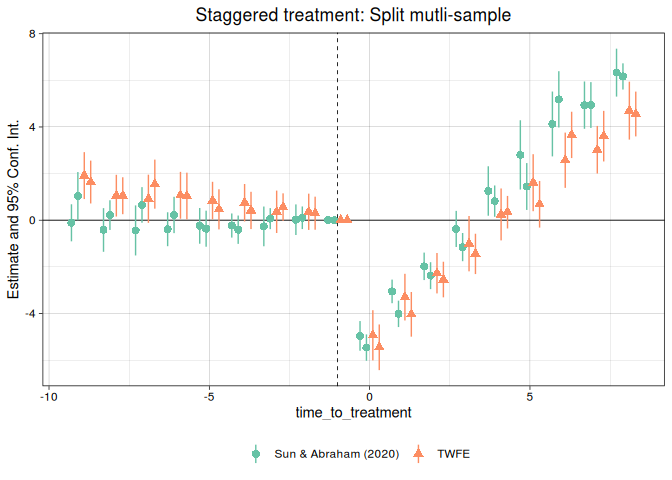 Staggered treatment: Split mutli-sample
Estimate and 95% Conf. Int.
8
4
0
-4
-10
-5
0
5
time_to_treatment
Sun & Abraham (2020)
TWFE